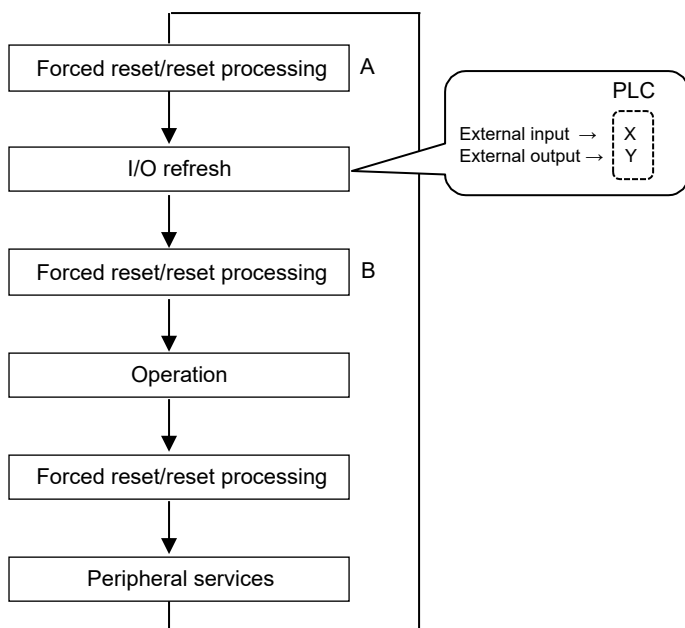 Forced reset/reset processing A
PLC
External input → X
External output → Y
I/O refresh
Forced reset/reset processing B
Operation
Forced reset/reset processing
Peripheral services